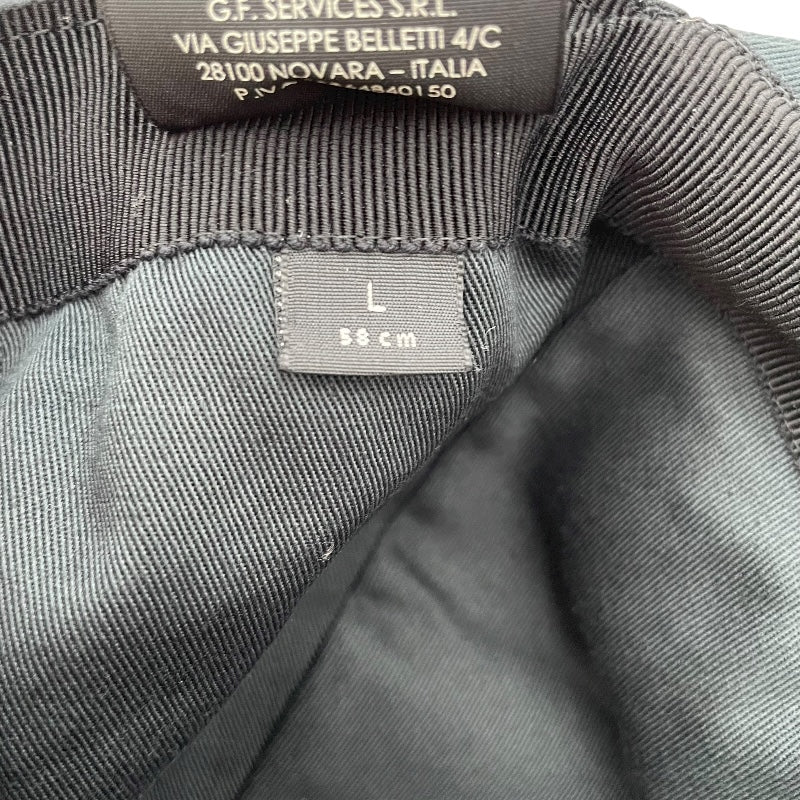 G.F. SERVICES S.R.L.
VIA GIUSEPPE BELLETTI 4/C
28100 NOVARA – ITALIA
L
58 cm